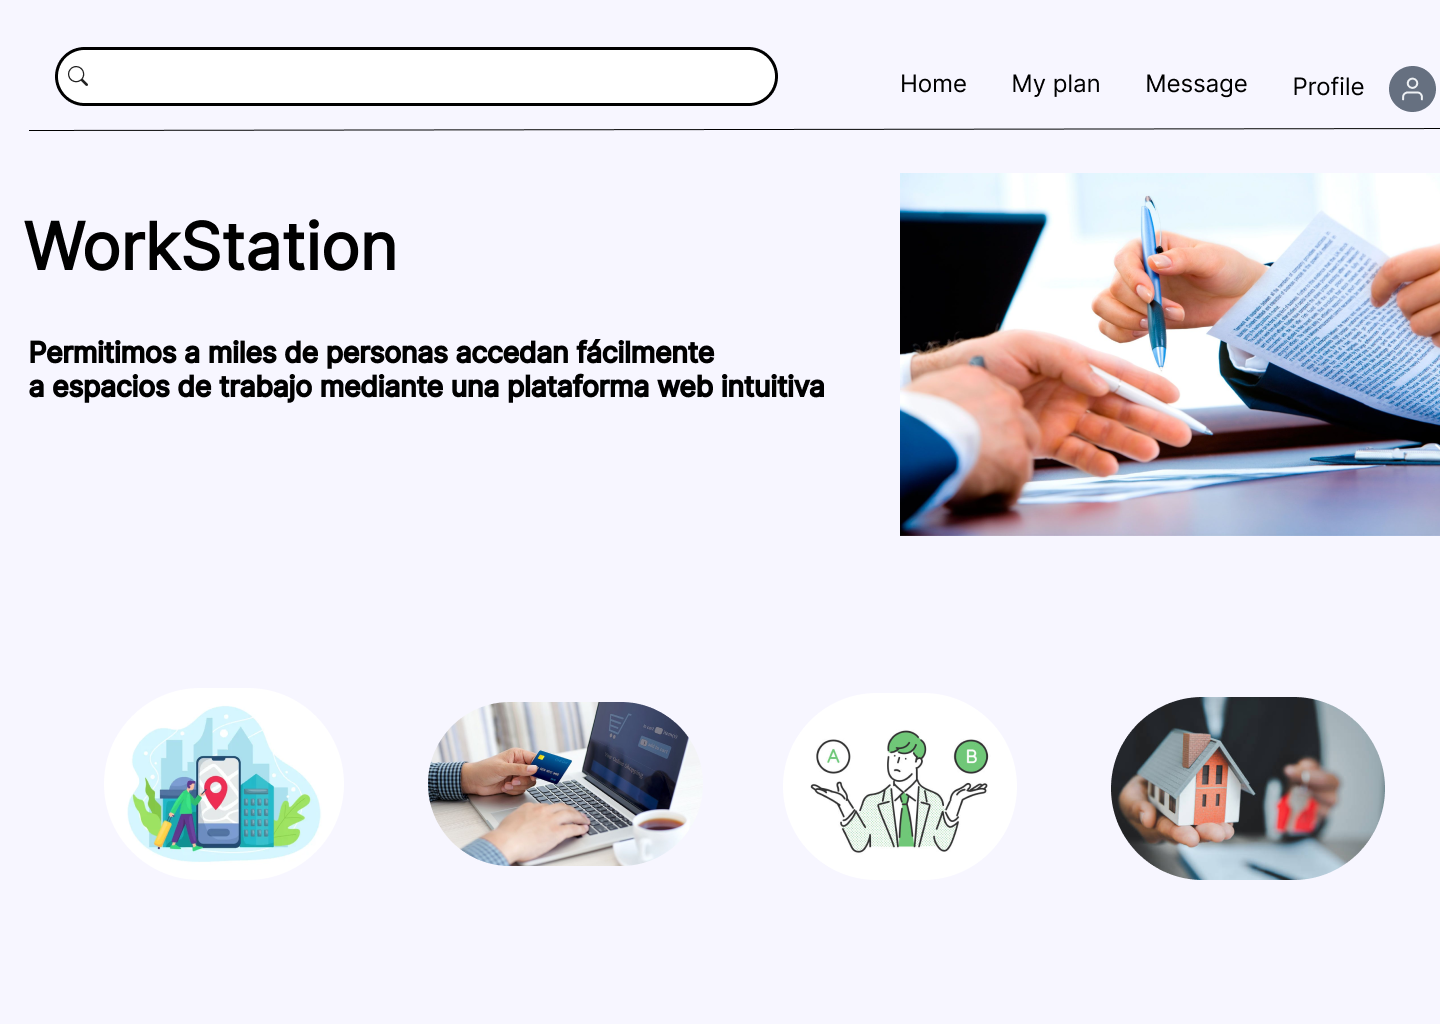 Home
My plan
Message
Profile
WorkStation
Permitimos a miles de personas accedan fácilmente
a espacios de trabajo mediante una plataforma web intuitiva
A
B